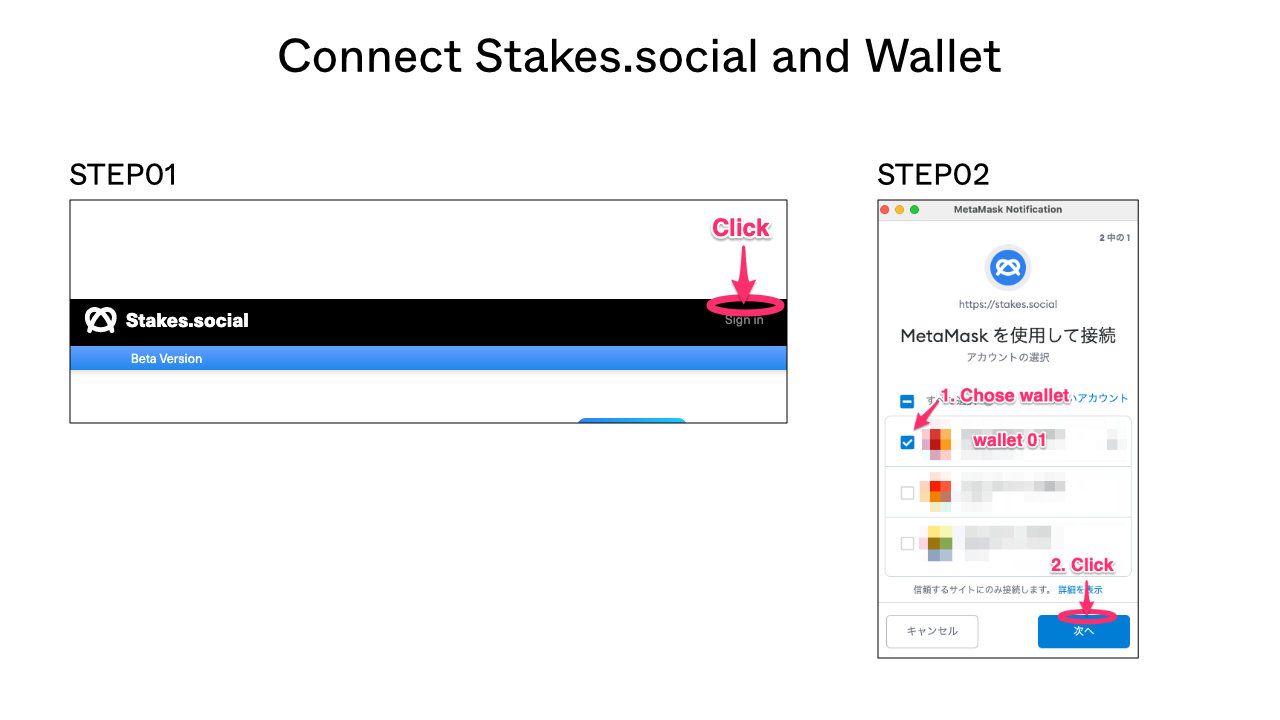 Connect Stakes.social and Wallet
STEP01
Click
Stakes.social
Sign in
Beta Version
STEP02
MetaMask Notification
2 中の 1
https://stakes.social
MetaMask を使用して接続
アカウントの選択
1. Chose wallet
アカウント
wallet 01
2. Click
信頼するサイトにのみ接続します。 詳細を表示
キャンセル
次へ